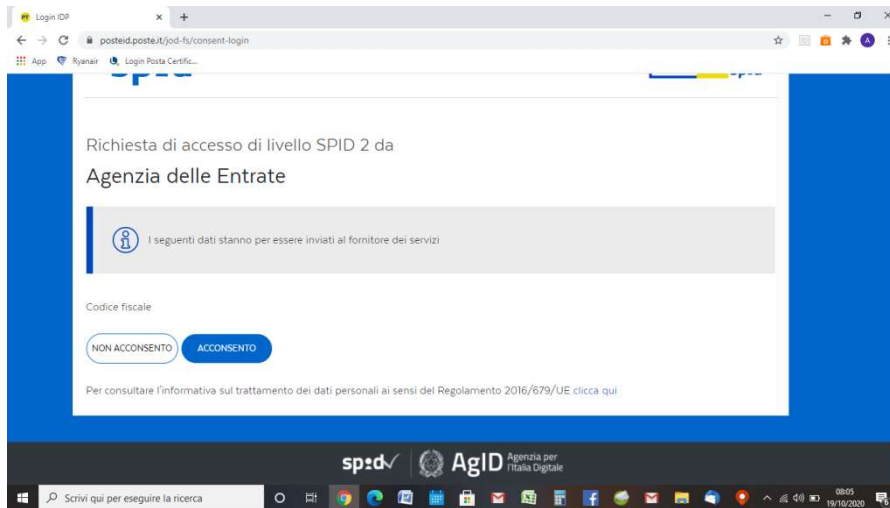 Login IDP
posteid.poste.it/jod-fs/consent-login
App Ryanair Login Posta Certific...
Richiesta di accesso di livello SPID 2 da
Agenzia delle Entrate
I seguenti dati stanno per essere inviati al fornitore dei servizi
Codice fiscale
NON ACCONSENTO ACCONSENTO
Per consultare l'informativa sul trattamento dei dati personali ai sensi del Regolamento 2016/679/UE clicca qui
spid AgID Agenzia per
l'Italia Digitale
Scrivi qui per eseguire la ricerca
08:05
19/10/2020